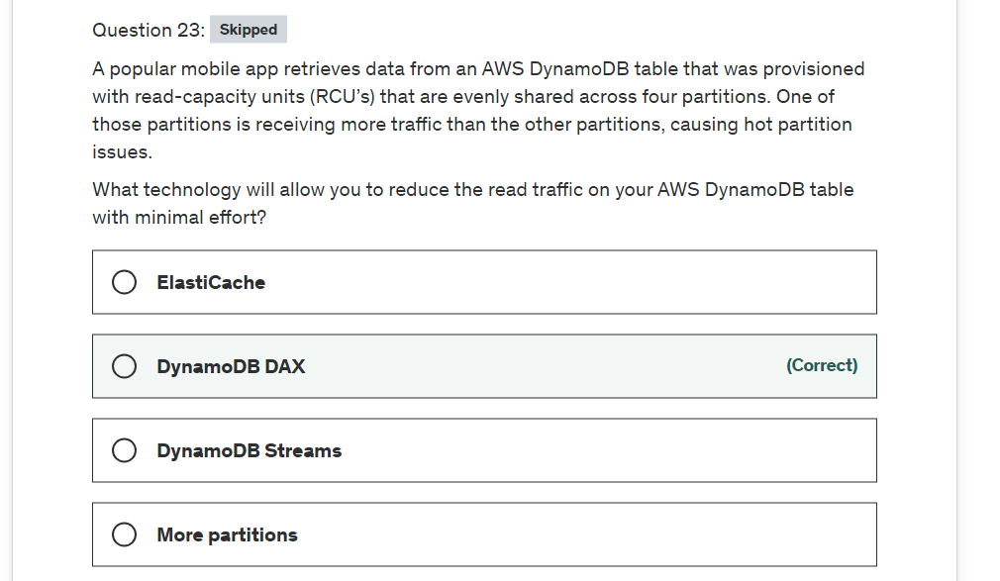 Question 23: Skipped
A popular mobile app retrieves data from an AWS DynamoDB table that was provisioned
with read-capacity units (RCU’s) that are evenly shared across four partitions. One of
those partitions is receiving more traffic than the other partitions, causing hot partition
issues.
What technology will allow you to reduce the read traffic on your AWS DynamoDB table
with minimal effort?
ElastiCache
DynamoDB DAX (Correct)
DynamoDB Streams
More partitions